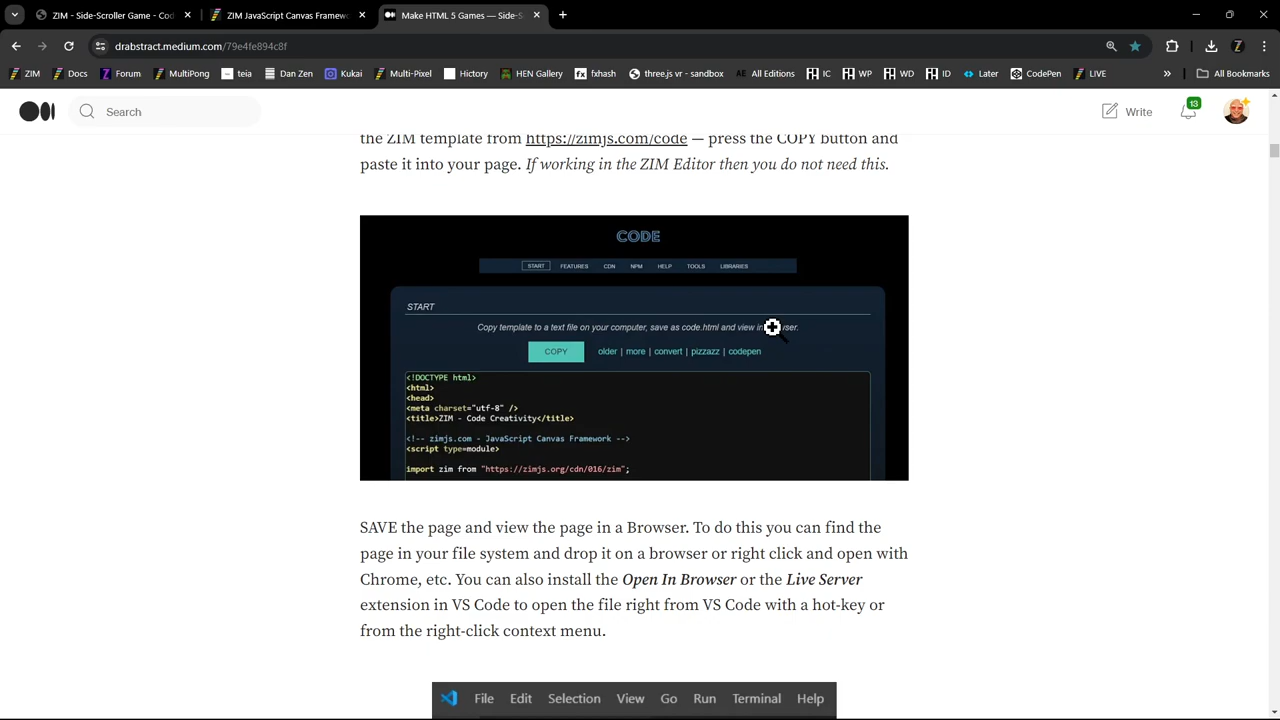 ZIM - Side-Scroller Game - Cod
ZIM JavaScript Canvas Framewo
Make HTML 5 Games — Side-S
drabstract.medium.com/79e4fe894c8f
ZIM
Docs
Forum
MultiPong
teia
Dan Zen
Kukai
Multi-Pixel
Hictory
HEN Gallery
fxhash
three.js vr - sandbox
All Editions
IC
WP
WD
ID
Later
CodePen
LIVE
All Bookmarks
Search
Write
13
the ZIM template from https://zimjs.com/code — press the COPY button and
paste it into your page. If working in the ZIM Editor then you do not need this.
CODE
START FEATURES CDN NPM HELP TOOLS LIBRARIES
START
Copy template to a text file on your computer, save as code.html and view in
COPY older | more | convert | pizzazz | codepen
<!DOCTYPE html>
<html>
<head>
<meta charset="utf-8" />
<title>ZIM - Code Creativity</title>
<!-- zimjs.com - JavaScript Canvas Framework -->
<script type=module>
import zim from "https://zimjs.org/cdn/016/zim";
SAVE the page and view the page in a Browser. To do this you can find the
page in your file system and drop it on a browser or right click and open with
Chrome, etc. You can also install the Open In Browser or the Live Server
extension in VS Code to open the file right from VS Code with a hot-key or
from the right-click context menu.
File Edit Selection View Go Run Terminal Help